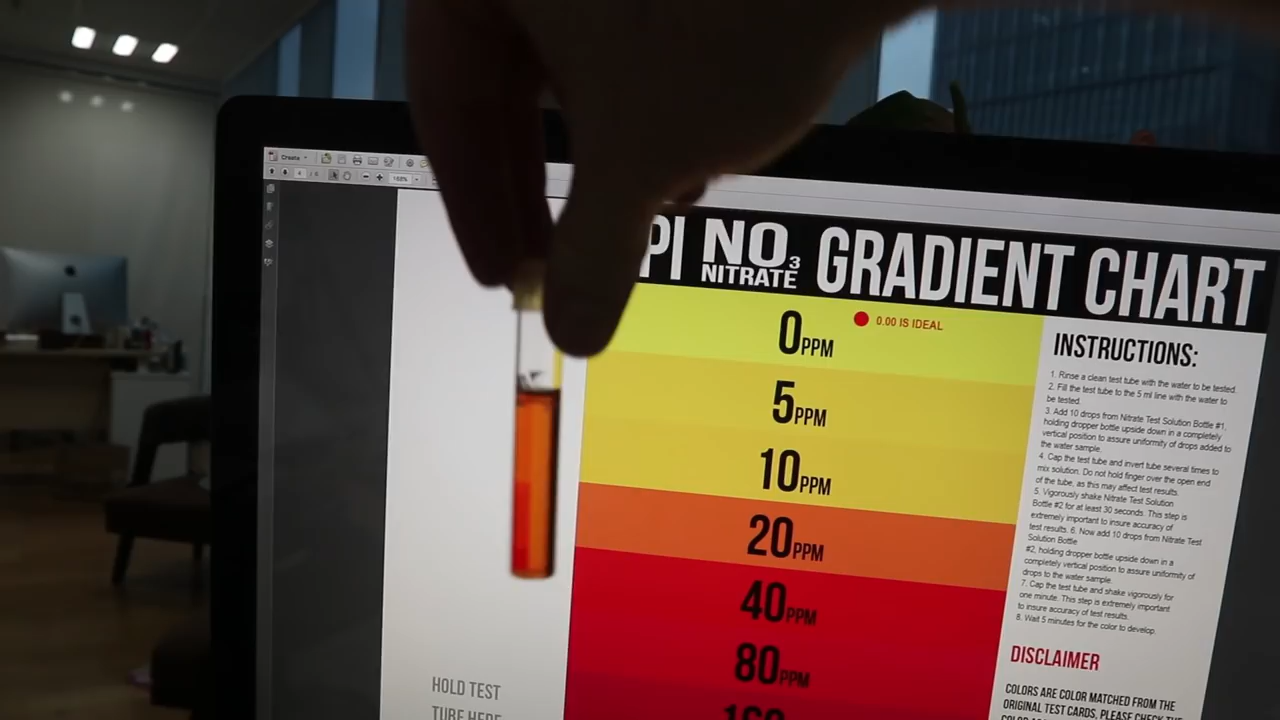 Create
4 / 6
168%
PI NO3 NITRATE GRADIENT CHART
0PPM
0.00 IS IDEAL
5PPM
10PPM
20PPM
40PPM
80PPM
160
HOLD TEST
TUBE HERE
INSTRUCTIONS:
1. Rinse a clean test tube with the water to be tested.
2. Fill the test tube to the 5 ml line with the water to
be tested.
3. Add 10 drops from Nitrate Test Solution Bottle #1,
holding dropper bottle upside down in a completely
vertical position to assure uniformity of drops added to
the water sample.
4. Cap the test tube and invert tube several times to
mix solution. Do not hold finger over the open end
of the tube, as this may affect test results.
5. Vigorously shake Nitrate Test Solution
Bottle #2 for at least 30 seconds. This step is
extremely important to insure accuracy of
test results. 6. Now add 10 drops from Nitrate Test
Solution Bottle
#2, holding dropper bottle upside down in a
completely vertical position to assure uniformity of
drops to the water sample.
7. Cap the test tube and shake vigorously for
one minute. This step is extremely important
to insure accuracy of test results.
8. Wait 5 minutes for the color to develop.
DISCLAIMER
COLORS ARE COLOR MATCHED FROM THE
ORIGINAL TEST CARDS, PLEASE CHECK THE